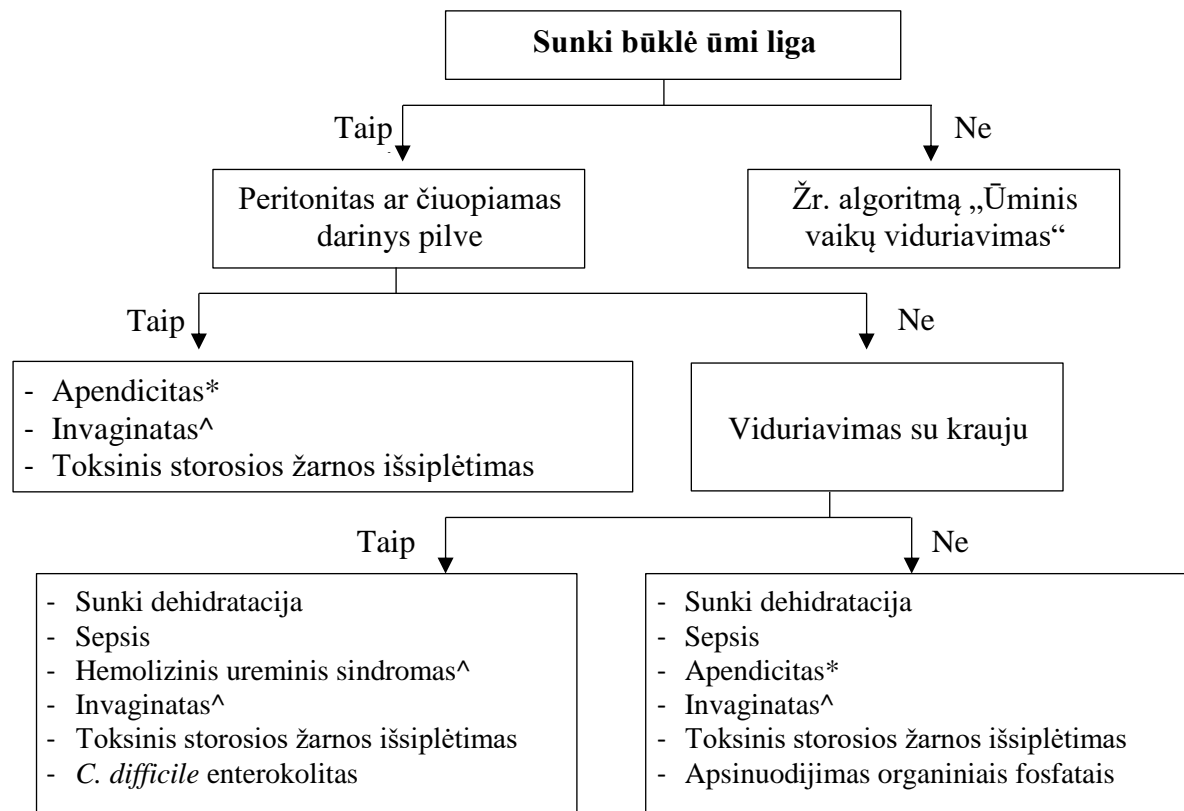 Sunki būklė ūmi liga
Taip
Ne
Peritonitas ar čiuopiamas
darinys pilve
Žr. algoritmą „Ūminis
vaikų viduriavimas“
Taip
Ne
- Apendicitas*
- Invaginatas^
- Toksinis storosios žarnos išsiplėtimas
Viduriavimas su krauju
Taip
Ne
- Sunki dehidratacija
- Sepsis
- Hemolizinis ureminis sindromas^
- Invaginatas^
- Toksinis storosios žarnos išsiplėtimas
- C. difficile enterokolitas
- Sunki dehidratacija
- Sepsis
- Apendicitas*
- Invaginatas^
- Toksinis storosios žarnos išsiplėtimas
- Apsinuodijimas organiniais fosfatais